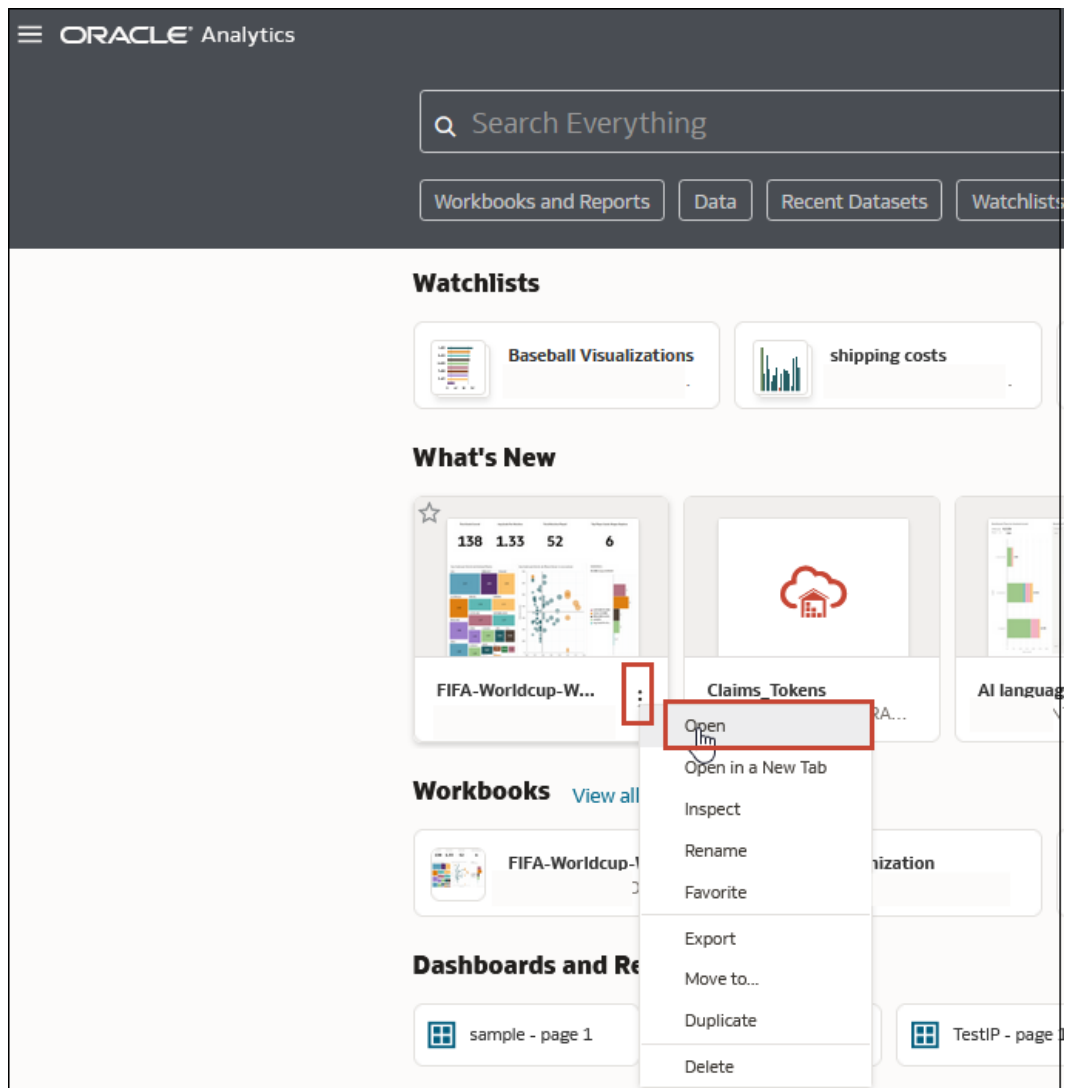 ORACLE Analytics
Search Everything
Workbooks and Reports
Data
Recent Datasets
Watchlists
Watchlists
Baseball Visualizations
shipping costs
What's New
138 1.33 52 6
FIFA-Worldcup-W...
Claims_Tokens
AI languag
RA...
Open
Open in a New Tab
Workbooks View all
Inspect
Rename
FIFA-Worldcup-
nization
Favorite
Export
Dashboards and Re
Move to...
Duplicate
sample - page 1
TestIP - page 1
Delete